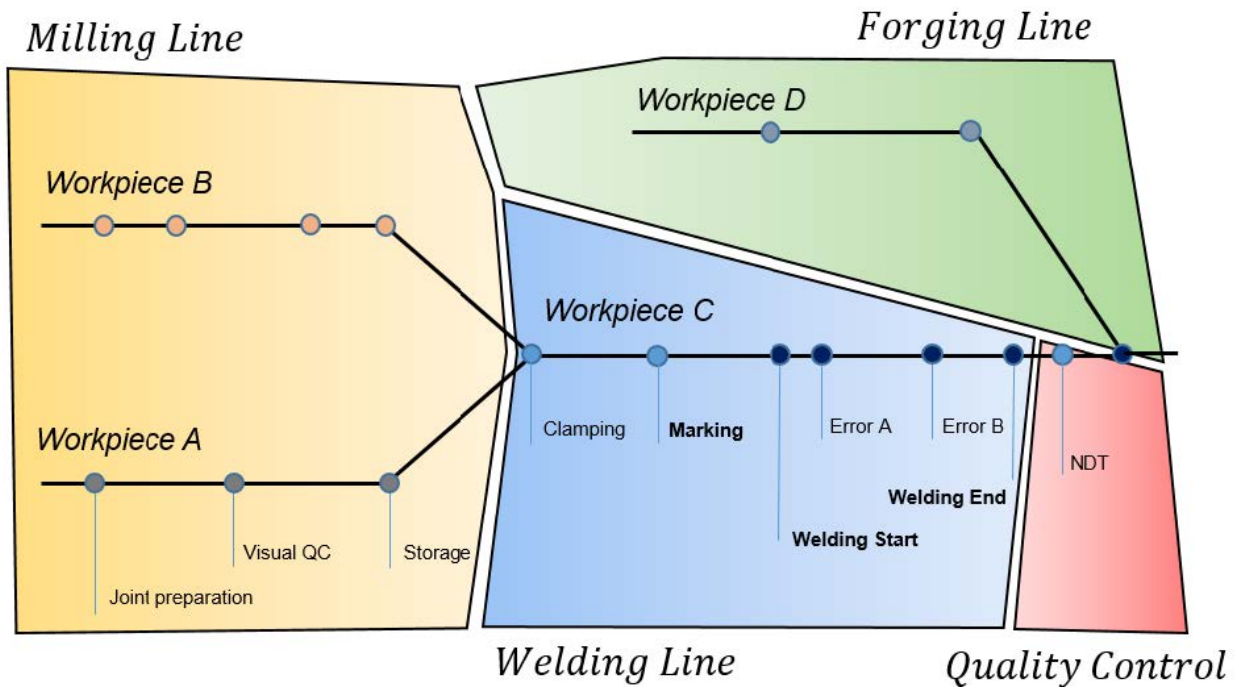 Milling Line
Forging Line
Workpiece D
Workpiece B
Workpiece C
Clamping
Marking
Error A
Error B
Workpiece A
NDT
Welding End
Welding Start
Visual QC
Storage
Joint preparation
Welding Line
Quality Control